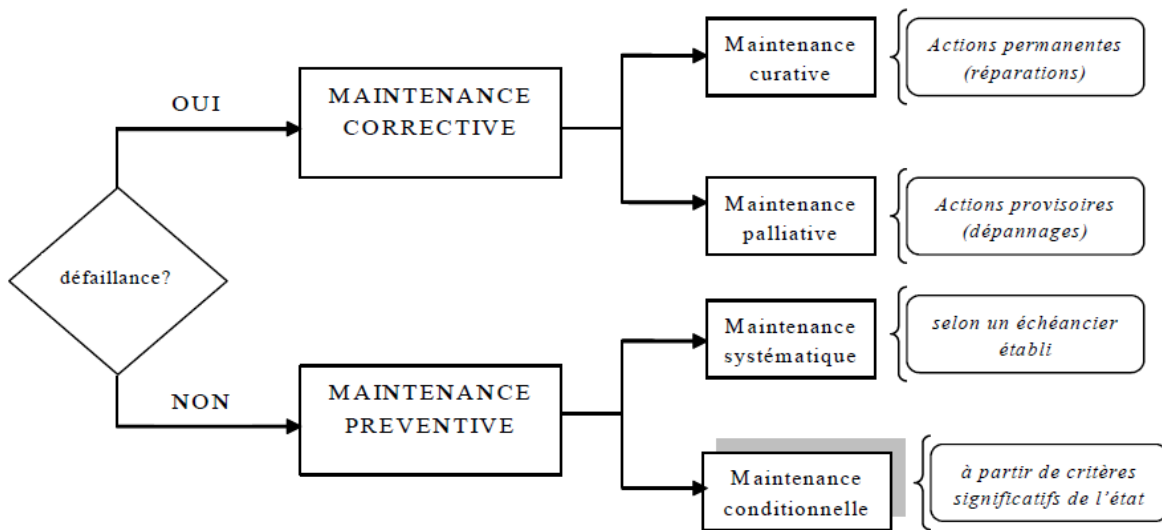 défaillance?
OUI
MAINTENANCE
CORRECTIVE
Maintenance
curative
Actions permanentes
(réparations)
Maintenance
palliative
Actions provisoires
(dépannages)
NON
MAINTENANCE
PREVENTIVE
Maintenance
systématique
selon un échéancier
établi
Maintenance
conditionnelle
à partir de critères
significatifs de l'état